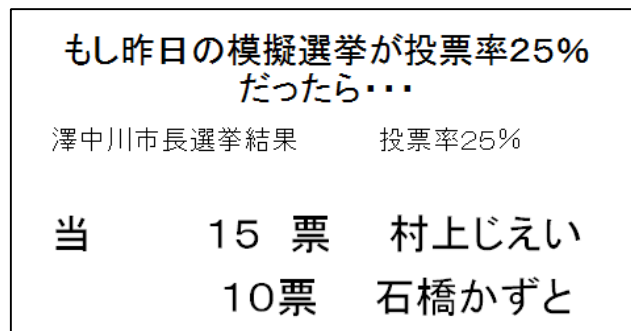 もし昨日の模擬選挙が投票率25％
だったら・・・
澤中川市長選挙結果　投票率25％
当　15 票　村上じえい
10票　石橋かずと